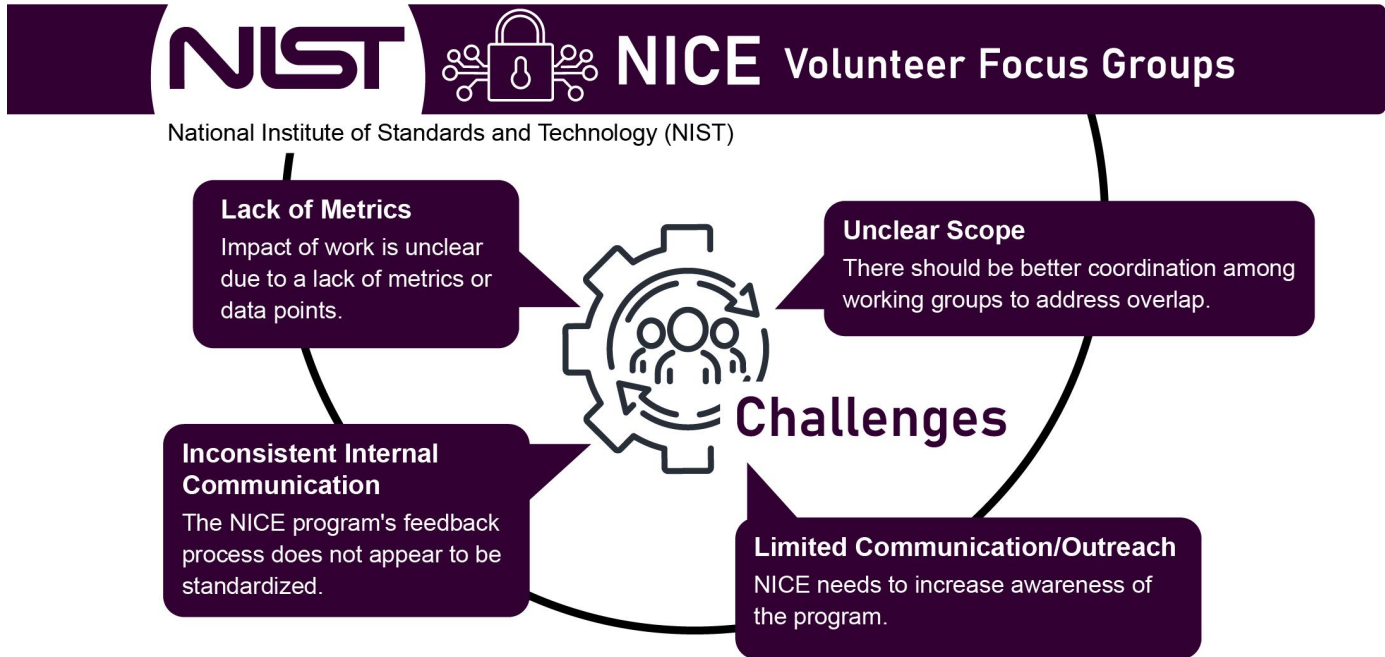 NIST
NICE Volunteer Focus Groups
National Institute of Standards and Technology (NIST)
Lack of Metrics
Impact of work is unclear
due to a lack of metrics or
data points.
Unclear Scope
There should be better coordination among
working groups to address overlap.
Challenges
Inconsistent Internal
Communication
The NICE program's feedback
process does not appear to be
standardized.
Limited Communication/Outreach
NICE needs to increase awareness of
the program.